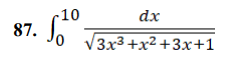 87. ∫₀¹⁰ dx / √(3x³+x²+3x+1)